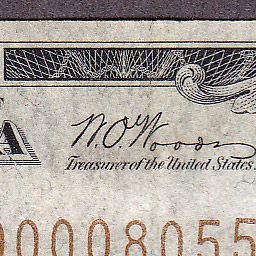 A
W.O. Woods
Treasurer of the United States.
00008055